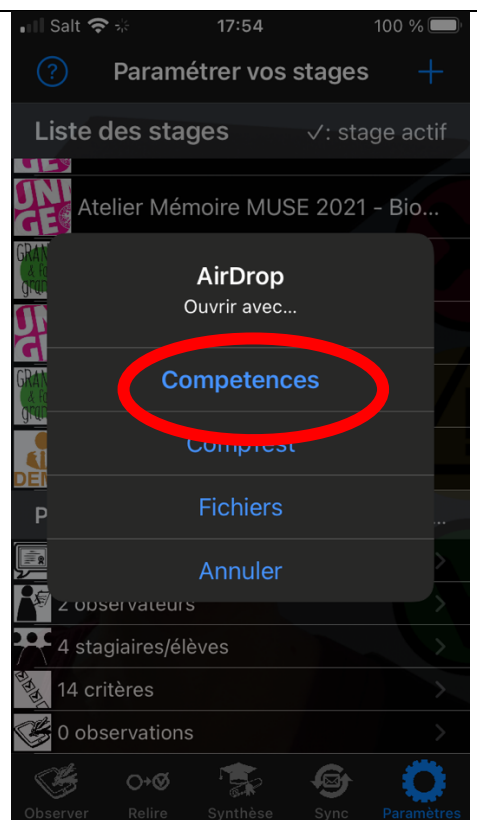 Salt 17:54 100 %
? Paramétrer vos stages +
Liste des stages ✓: stage actif
UNI GE
Atelier Mémoire MUSE 2021 - Bio...
AirDrop
Ouvrir avec...
Competences
CompTest
Fichiers
Annuler
P ...
2 observateurs
4 stagiaires/élèves
14 critères
0 observations
Observer Relire Synthèse Sync Paramètres